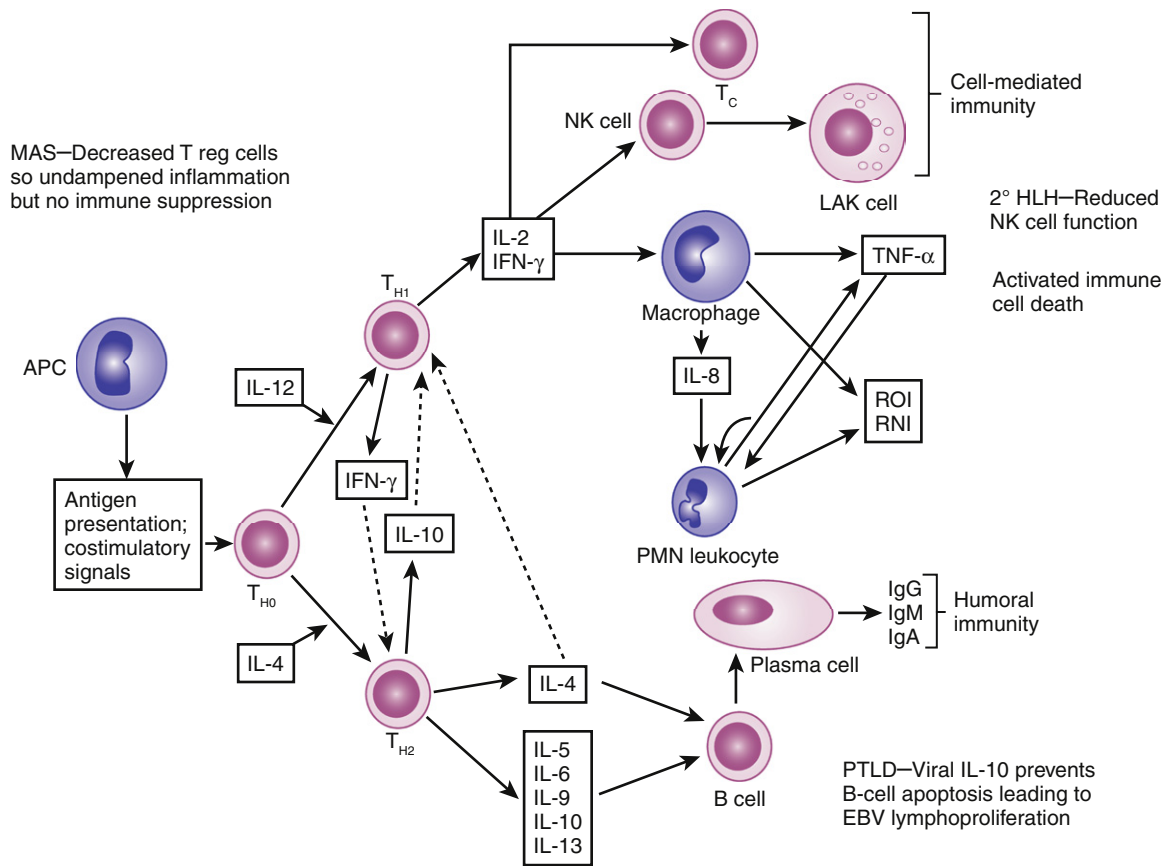 T_C
NK cell
LAK cell
Cell-mediated
immunity
MAS—Decreased T reg cells
so undampened inflammation
but no immune suppression
2° HLH—Reduced
NK cell function
Activated immune
cell death
IL-2
IFN-γ
Macrophage
TNF-α
T_H1
APC
IL-12
IL-8
ROI
RNI
IFN-γ
IL-10
Antigen
presentation;
costimulatory
signals
T_H0
PMN leukocyte
IL-4
T_H2
IL-4
Plasma cell
IgG
IgM
IgA
Humoral
immunity
IL-5
IL-6
IL-9
IL-10
IL-13
B cell
PTLD—Viral IL-10 prevents
B-cell apoptosis leading to
EBV lymphoproliferation